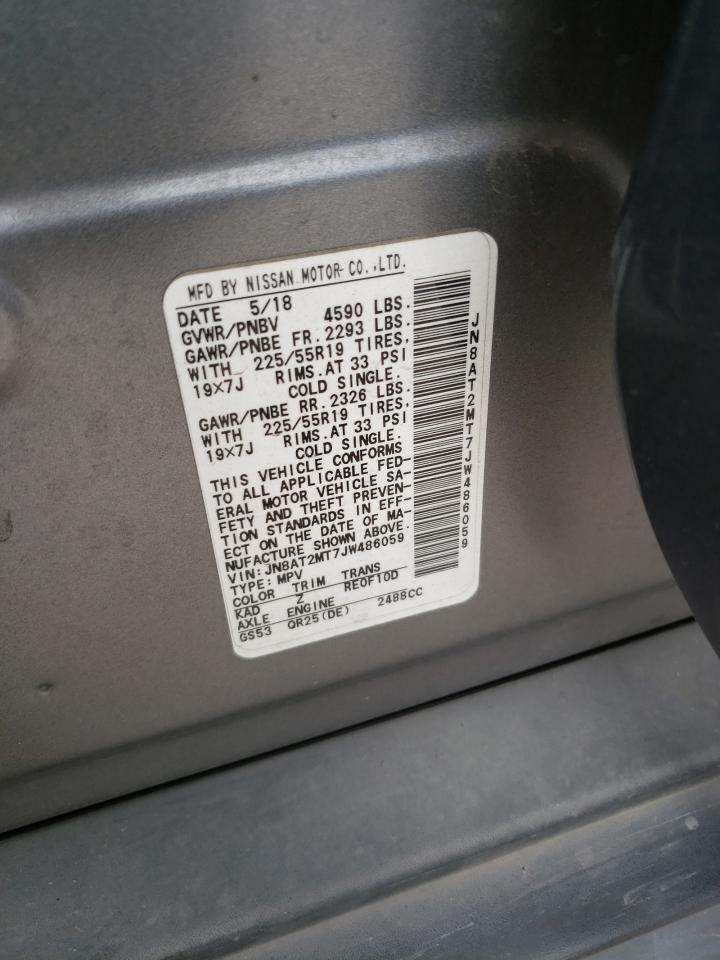 MFD BY NISSAN MOTOR CO.,LTD.
DATE 5/18
GVWR/PNBV 4590 LBS.
GAWR/PNBE FR. 2293 LBS.
WITH 225/55R19 TIRES,
19X7J RIMS.AT 33 PSI
COLD SINGLE.
GAWR/PNBE RR. 2326 LBS.
WITH 225/55R19 TIRES,
19X7J RIMS.AT 33 PSI
COLD SINGLE.
THIS VEHICLE CONFORMS
TO ALL APPLICABLE FED-
ERAL MOTOR VEHICLE SA-
FETY AND THEFT PREVEN-
TION STANDARDS IN EFF-
ECT ON THE DATE OF MA-
NUFACTURE SHOWN ABOVE.
VIN: JN8AT2MT7JW486059
TYPE: MPV
COLOR TRIM TRANS
KAD Z RE0F10D
AXLE ENGINE
GS53 QR25(DE) 2488CC
JN8AT2MT7JW486059